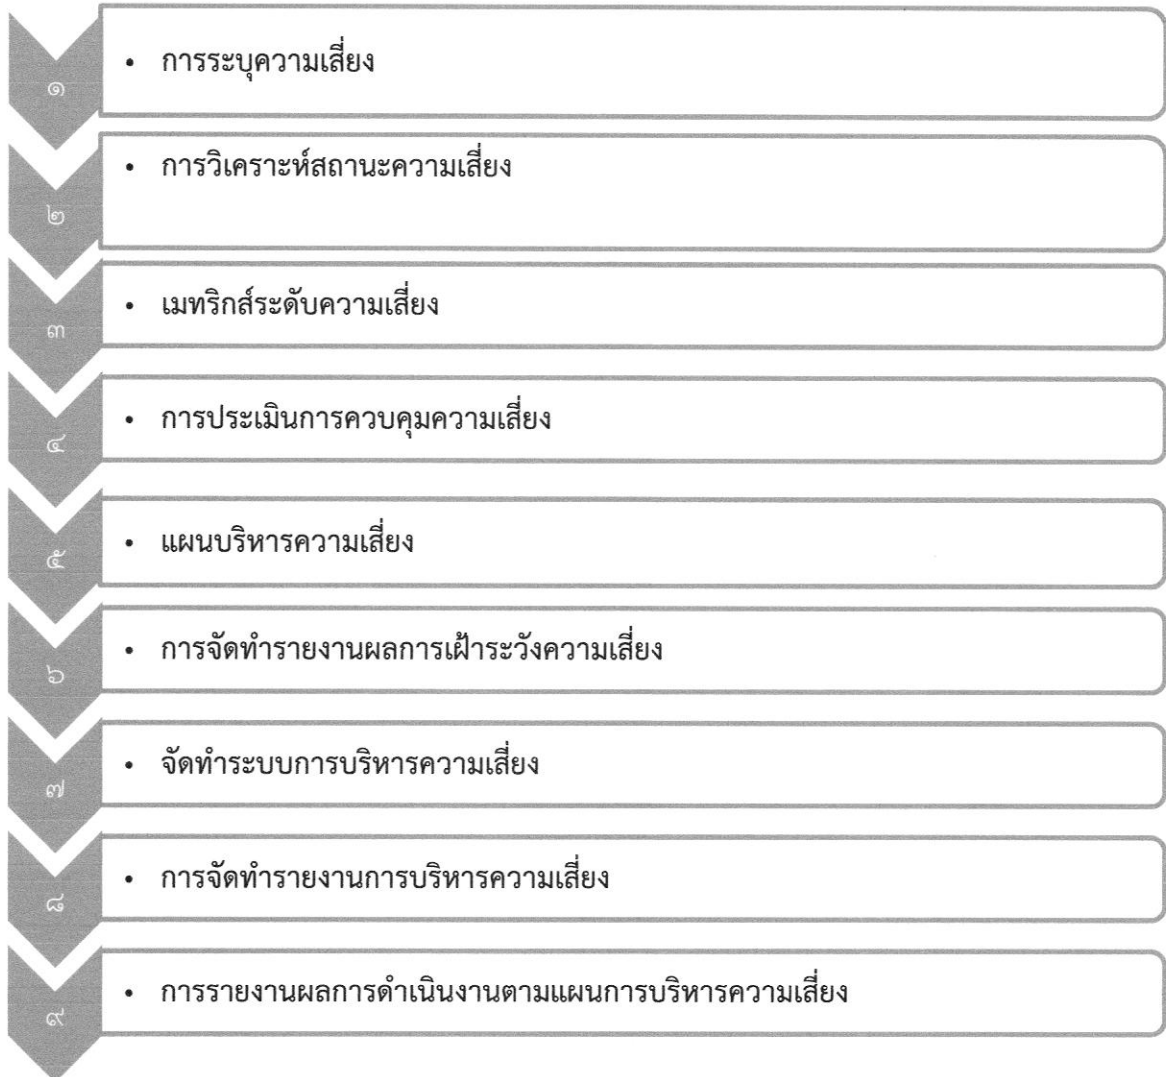 ๑
• การระบุความเสี่ยง
๒
• การวิเคราะห์สถานะความเสี่ยง
๓
• เมทริกส์ระดับความเสี่ยง
๔
• การประเมินการควบคุมความเสี่ยง
๕
• แผนบริหารความเสี่ยง
๖
• การจัดทำรายงานผลการเฝ้าระวังความเสี่ยง
๗
• จัดทำระบบการบริหารความเสี่ยง
๘
• การจัดทำรายงานการบริหารความเสี่ยง
๙
• การรายงานผลการดำเนินงานตามแผนการบริหารความเสี่ยง